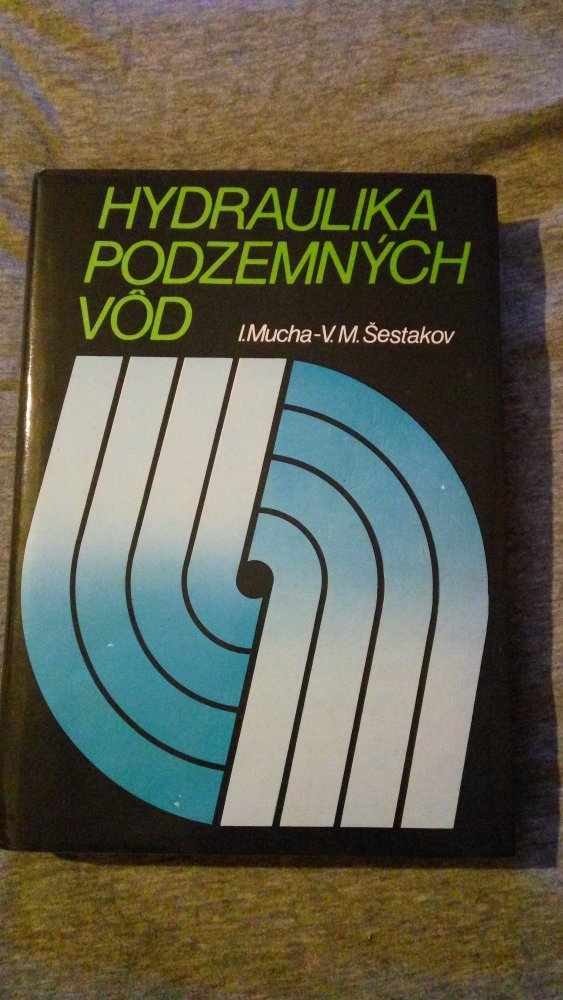 HYDRAULIKA
PODZEMNÝCH
VÔD
I.Mucha-V.M.Šestakov